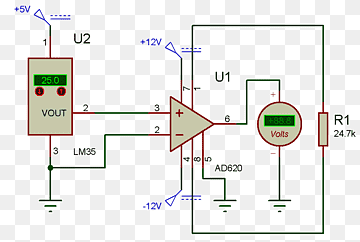 +5V
U2
1
25.0
VOUT
2
3
LM35
+12V
7
1
U1
3
2
6
4
8
5
AD620
-12V
+88.8
Volts
R1
24.7k